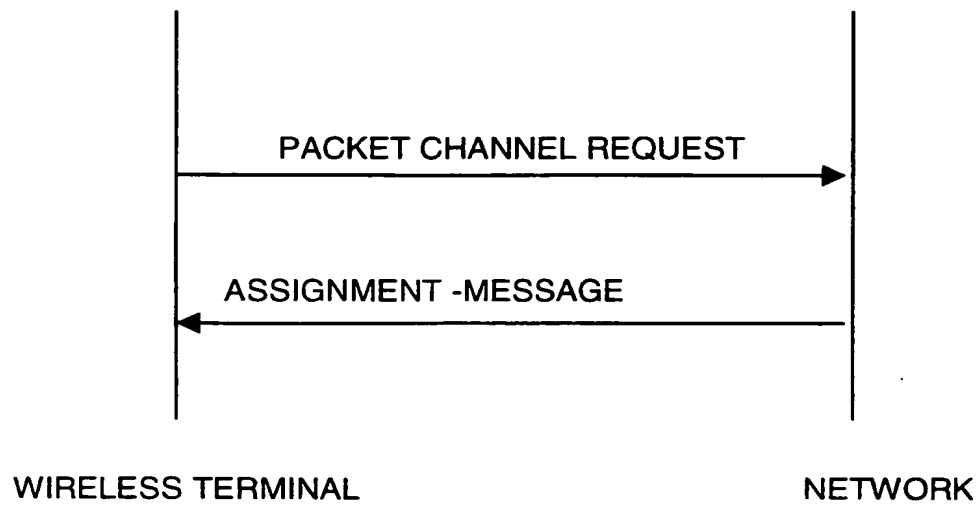 PACKET CHANNEL REQUEST
ASSIGNMENT -MESSAGE
WIRELESS TERMINAL
NETWORK